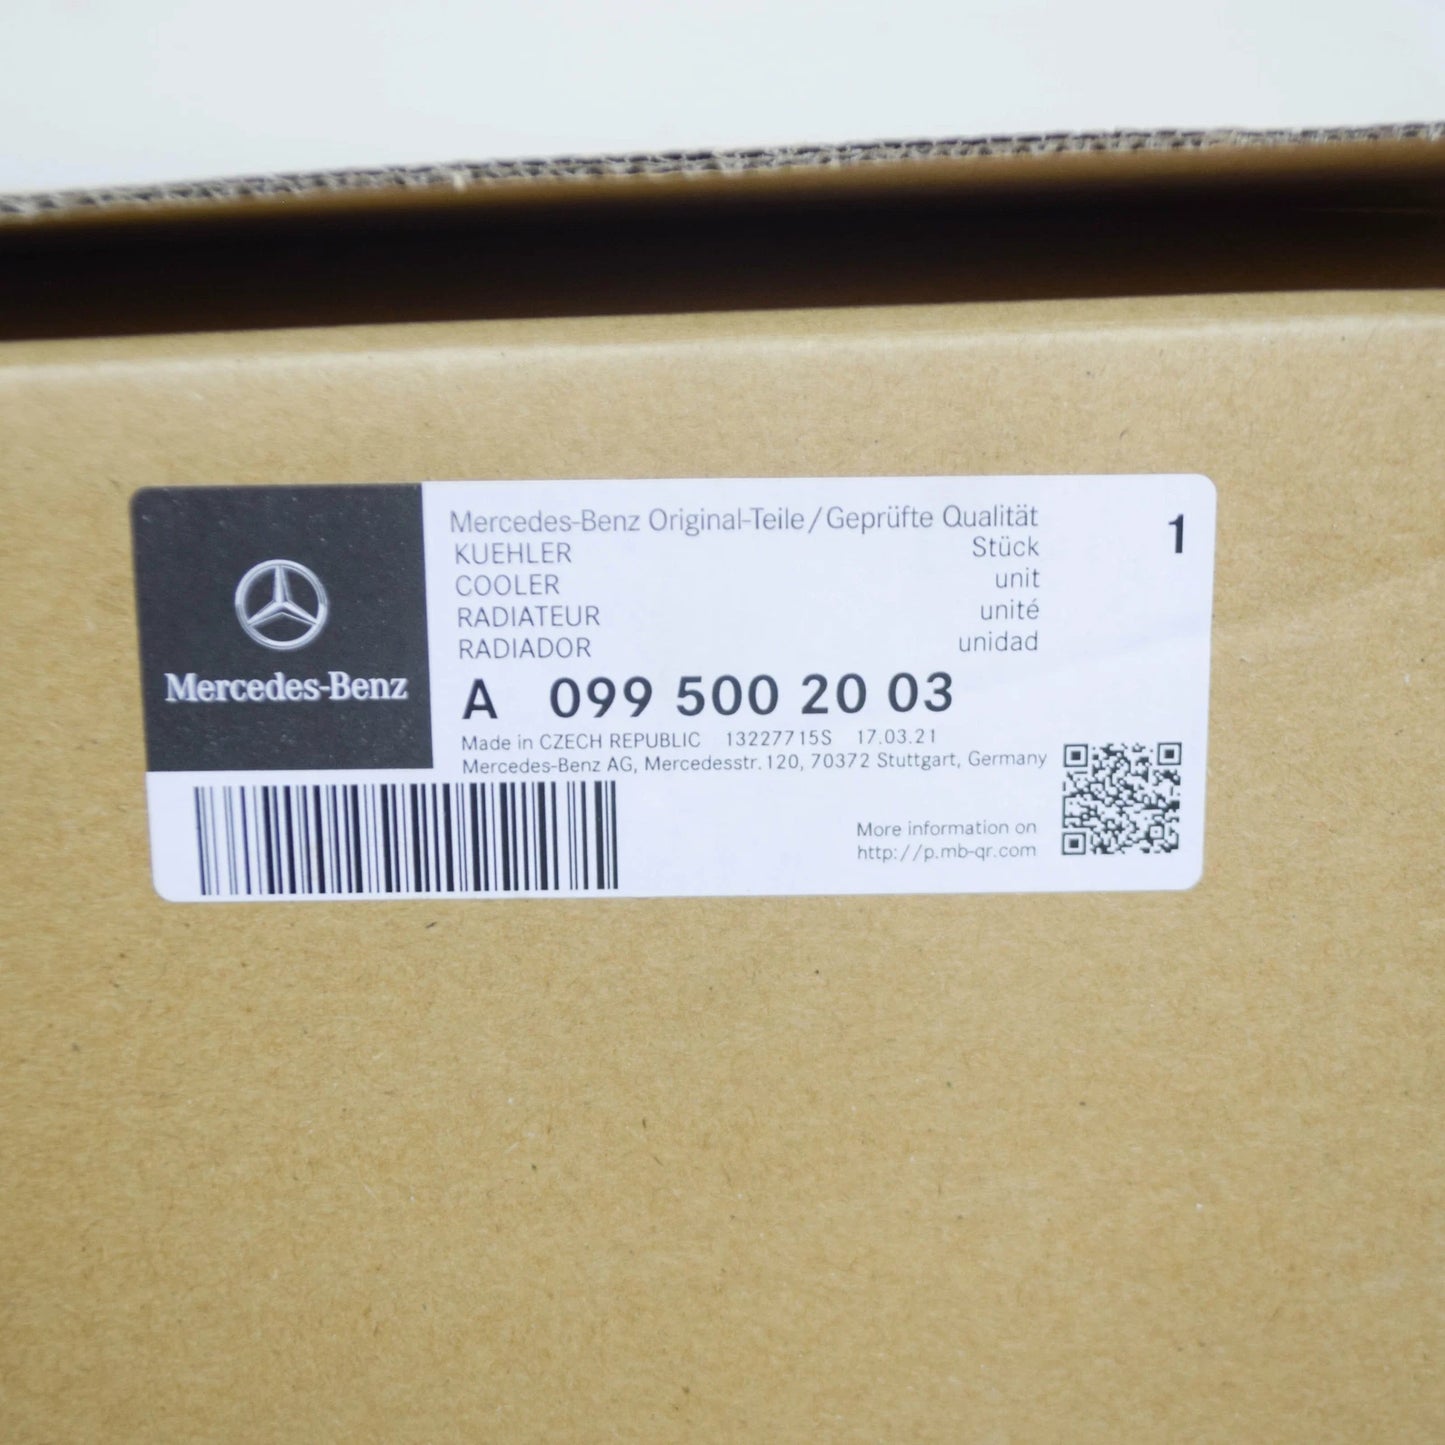 Mercedes-Benz
Mercedes-Benz Original-Teile/Geprüfte Qualität
KUEHLER Stück 1
COOLER unit
RADIATEUR unité
RADIADOR unidad
A 099 500 20 03
Made in CZECH REPUBLIC 13227715S 17.03.21
Mercedes-Benz AG, Mercedesstr.120, 70372 Stuttgart, Germany
More information on
http://p.mb-qr.com